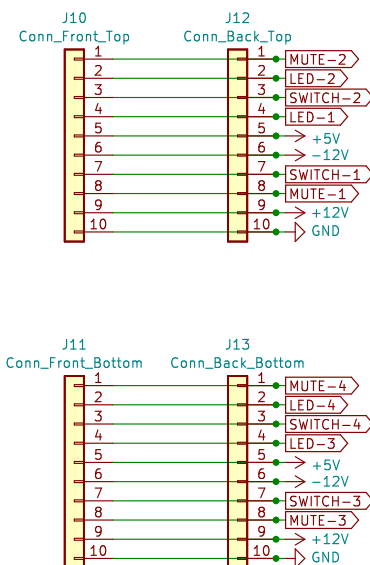 J10 J12
Conn_Front_Top Conn_Back_Top
1 1 MUTE-2
2 2 LED-2
3 3 SWITCH-2
4 4 LED-1
5 5 +5V
6 6 -12V
7 7 SWITCH-1
8 8 MUTE-1
9 9 +12V
10 10 GND
J11 J13
Conn_Front_Bottom Conn_Back_Bottom
1 1 MUTE-4
2 2 LED-4
3 3 SWITCH-4
4 4 LED-3
5 5 +5V
6 6 -12V
7 7 SWITCH-3
8 8 MUTE-3
9 9 +12V
10 10 GND